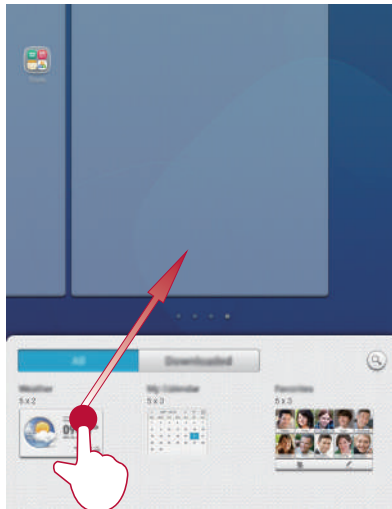 All
Downloaded
Weather
My Calendar
Favorites
5 x 2
5 x 3
5 x 3